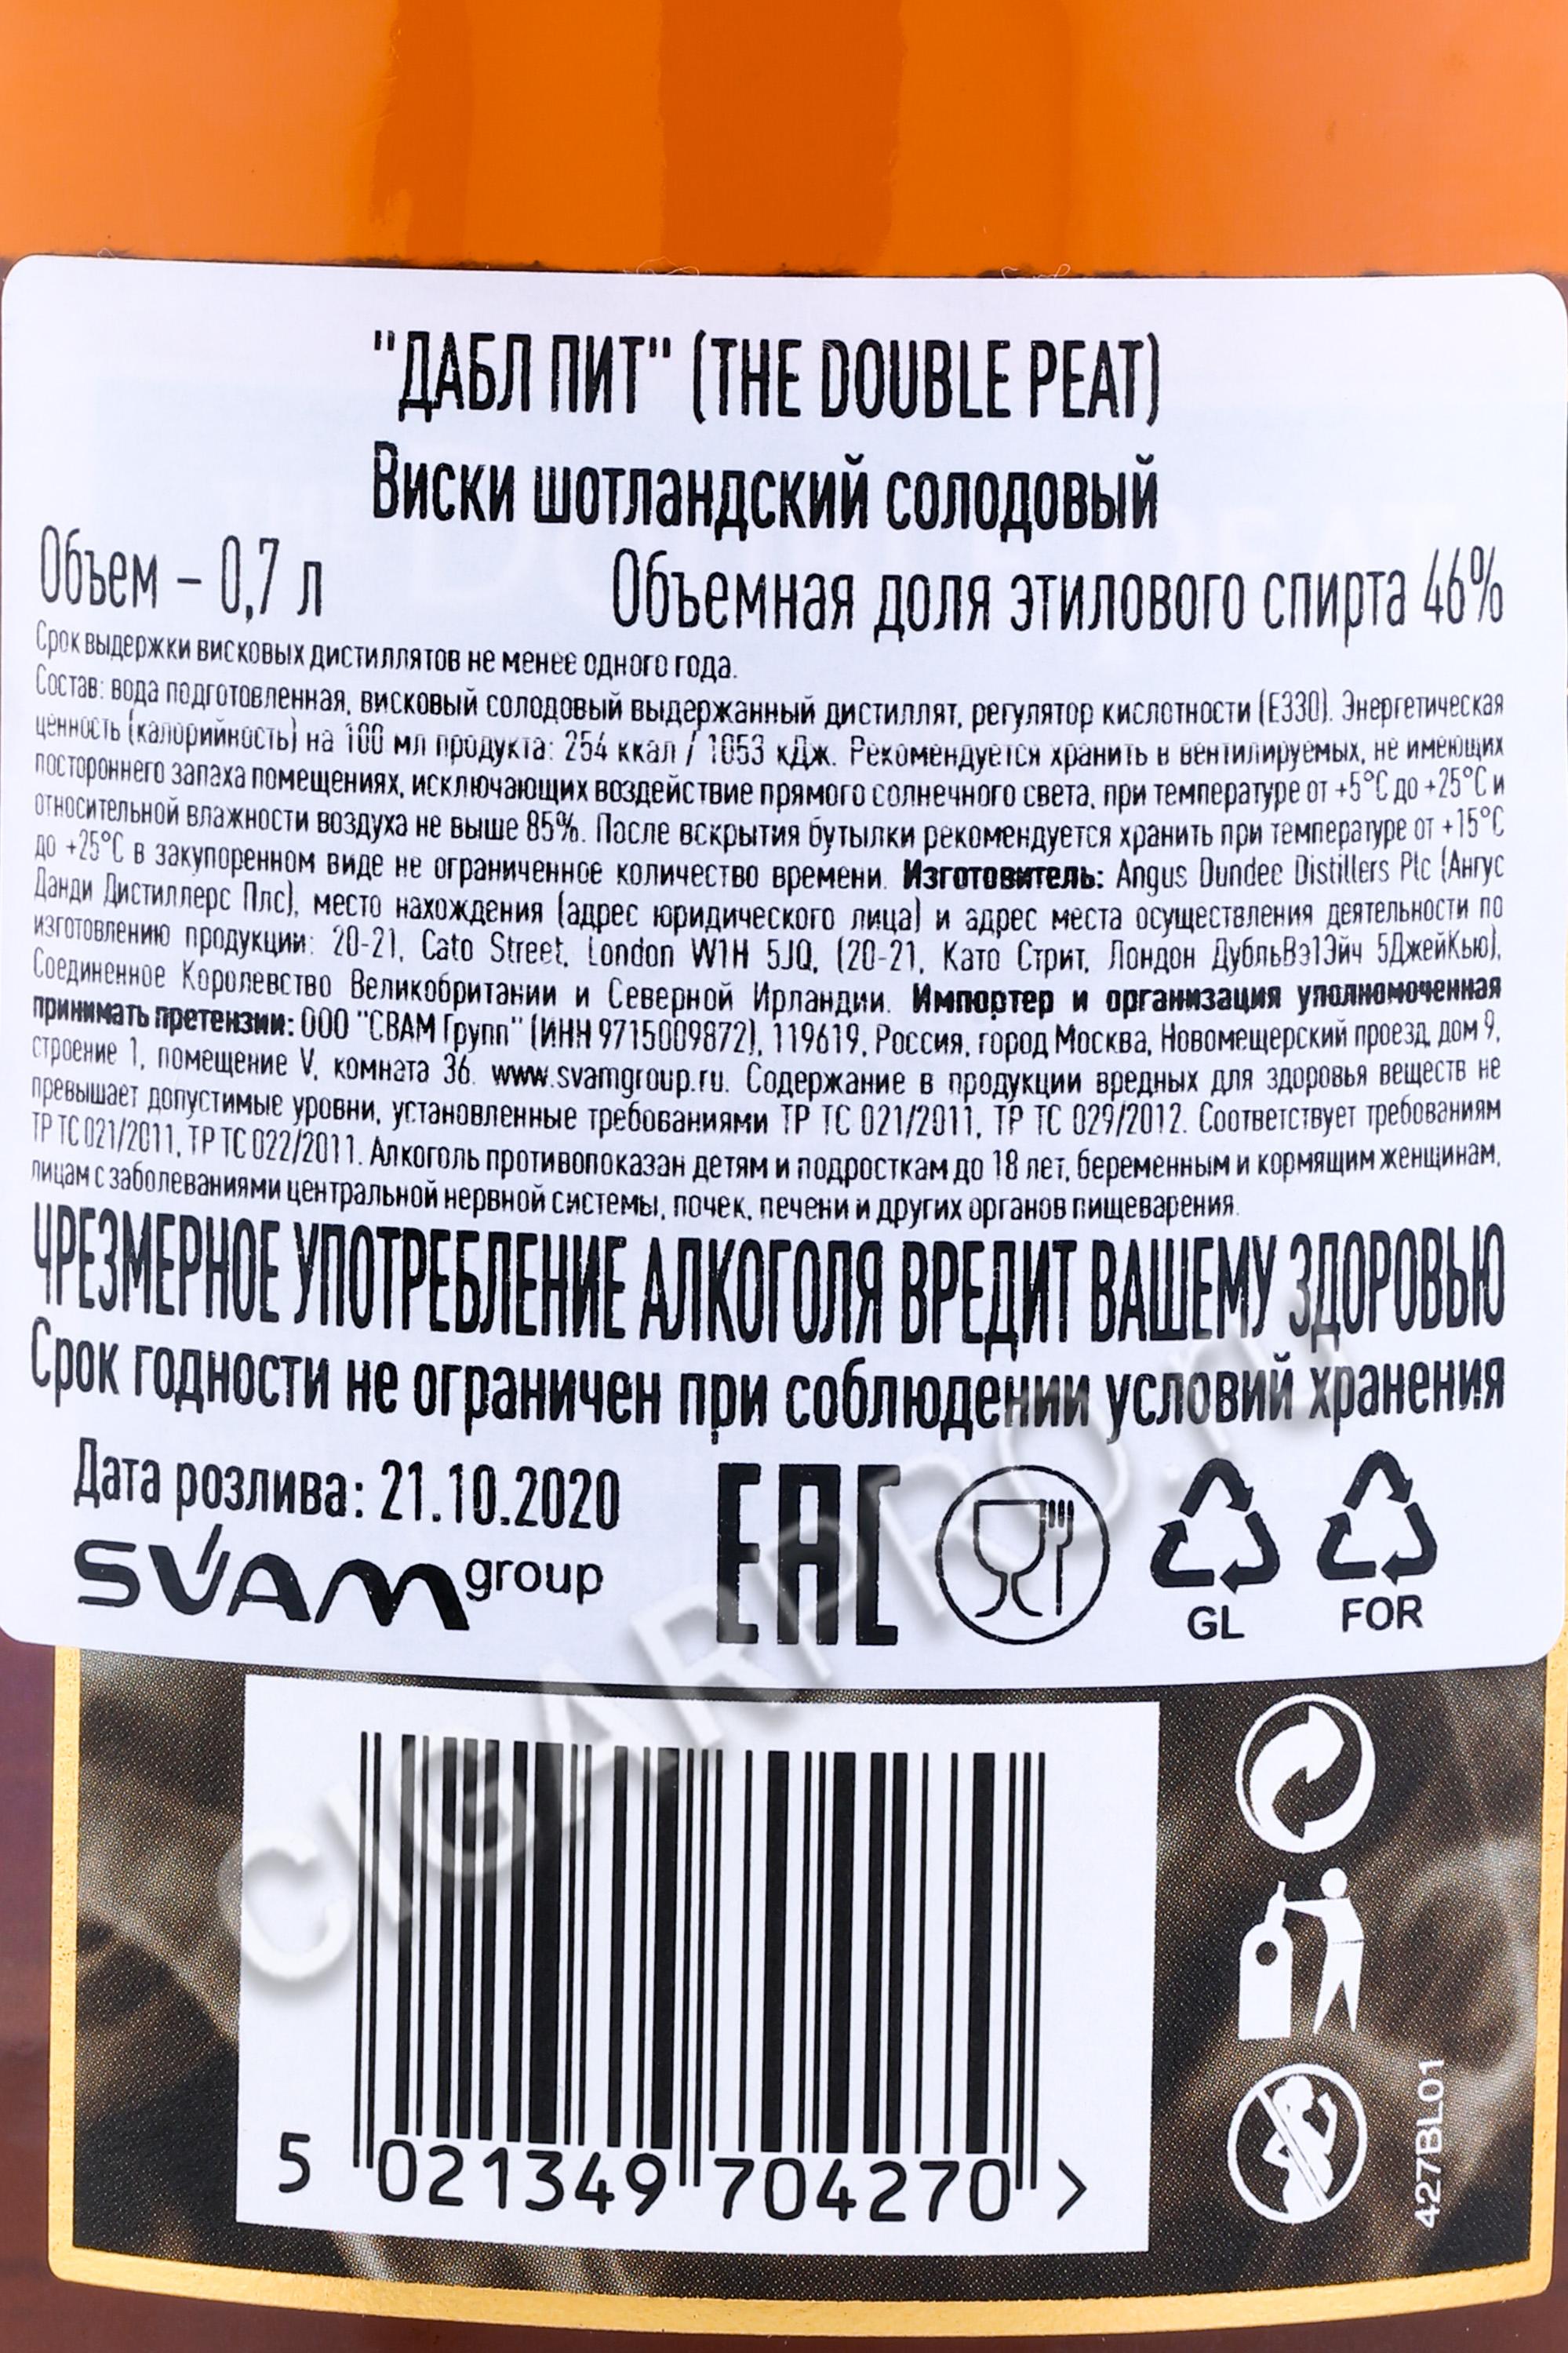 "ДАБЛ ПИТ" (THE DOUBLE PEAT)
Виски шотландский солодовый
Объем – 0,7 л Объемная доля этилового спирта 46%
Срок выдержки висковых дистиллятов не менее одного года.
Состав: вода подготовленная, висковый солодовый выдержанный дистиллят, регулятор кислотности (Е330). Энергетическая
ценность (калорийность) на 100 мл продукта: 254 ккал / 1053 кДж. Рекомендуется хранить в вентилируемых, не имеющих
постороннего запаха помещениях, исключающих воздействие прямого солнечного света, при температуре от +5°С до +25°С и
относительной влажности воздуха не выше 85%. После вскрытия бутылки рекомендуется хранить при температуре от +15°С
до +25°С в закупоренном виде не ограниченное количество времени. Изготовитель: Angus Dundee Distillers Plc (Ангус
Данди Дистиллерс Плс), место нахождения (адрес юридического лица) и адрес места осуществления деятельности по
изготовлению продукции: 20-21, Cato Street, London W1H 5JQ, (20-21, Като Стрит, Лондон ДубльВэ1Эйч 5ДжейКью),
Соединенное Королевство Великобритании и Северной Ирландии. Импортер и организация уполномоченная
принимать претензии: ООО "СВАМ Групп" (ИНН 9715009872), 119619, Россия, город Москва, Новомещерский проезд, дом 9,
строение 1, помещение V, комната 36. www.svamgroup.ru. Содержание в продукции вредных для здоровья веществ не
превышает допустимые уровни, установленные требованиями ТР ТС 021/2011, ТР ТС 029/2012. Соответствует требованиям
ТР ТС 021/2011, ТР ТС 022/2011. Алкоголь противопоказан детям и подросткам до 18 лет, беременным и кормящим женщинам,
лицам с заболеваниями центральной нервной системы, почек, печени и других органов пищеварения.
ЧРЕЗМЕРНОЕ УПОТРЕБЛЕНИЕ АЛКОГОЛЯ ВРЕДИТ ВАШЕМУ ЗДОРОВЬЮ
Срок годности не ограничен при соблюдении условий хранения
Дата розлива: 21.10.2020
SVAM group
EAC
GL
FOR
CIGARPRO.ru
5 021349 704270 >
427BL01